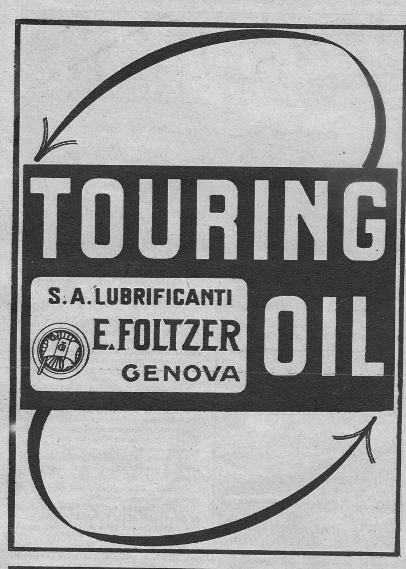 TOURING
OIL
S.A. LUBRIFICANTI
E. FOLTZER
GENOVA